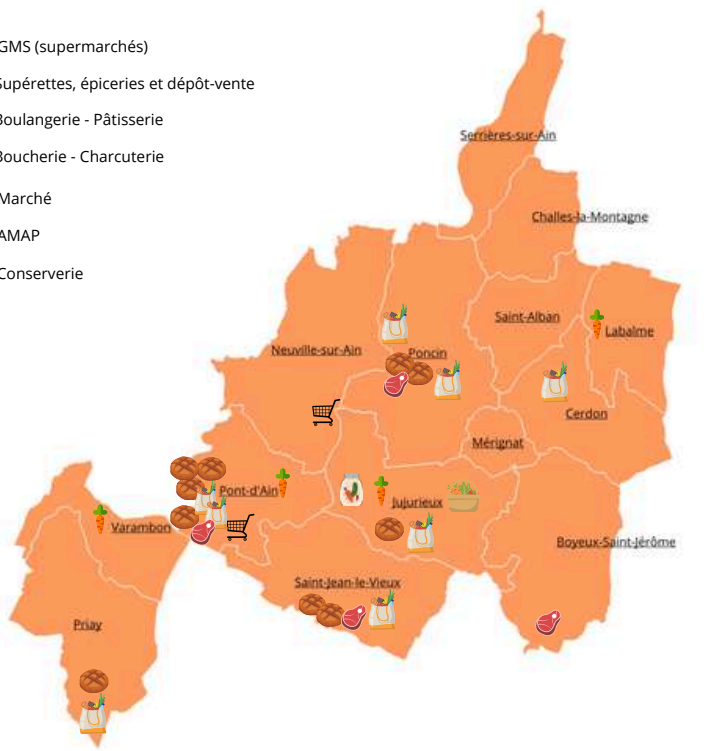 GMS (supermarchés)
Supérettes, épiceries et dépôt-vente
Boulangerie - Pâtisserie
Boucherie - Charcuterie
Marché
AMAP
Conserverie
Serrières-sur-Ain
Challes-la-Montagne
Saint-Alban
Labalme
Neuville-sur-Ain
Poncin
Cerdon
Mérignat
Pont-d'Ain
Jujurieux
Varambon
Boyeux-Saint-Jérôme
Saint-Jean-le-Vieux
Priay